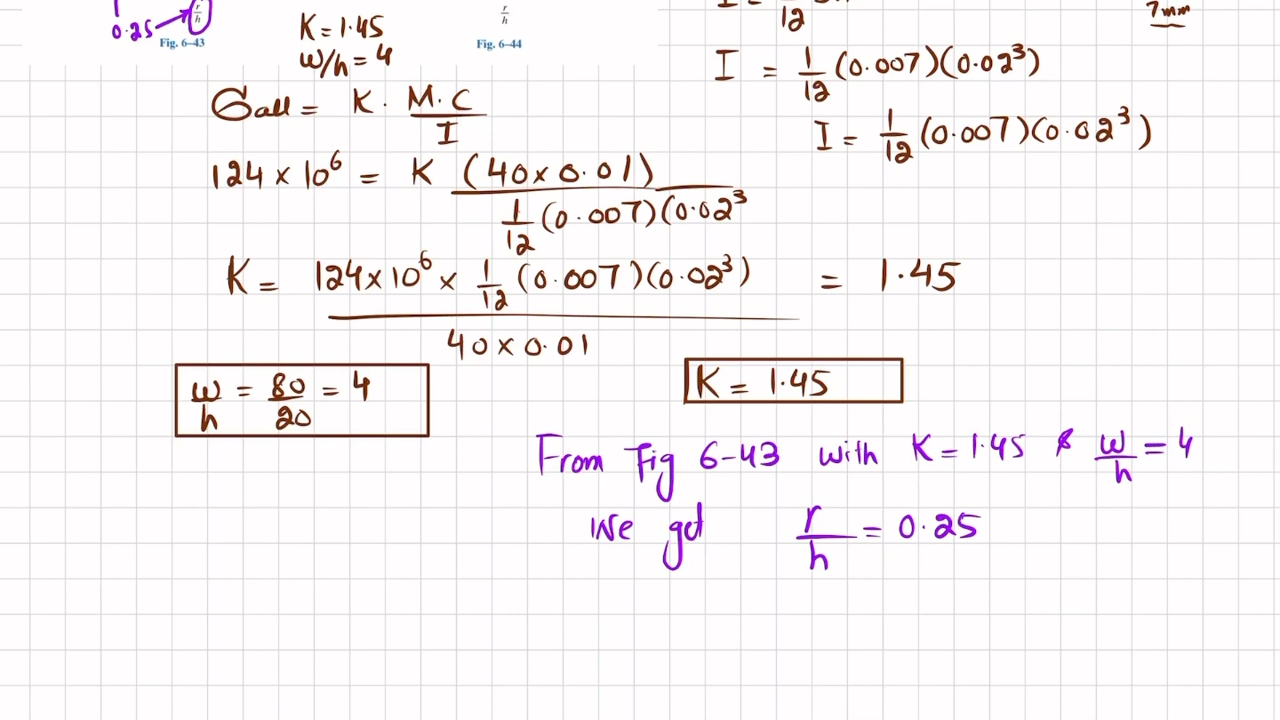 0.25 r/h
Fig. 6–43
K = 1.45
w/h = 4
r/h
Fig. 6–44
I = 1/12
7mm
I = 1/12 (0.007)(0.02³)
I = 1/12 (0.007)(0.02³)
σall = K · M.C / I
124 × 10⁶ = K (40 × 0.01) / 1/12 (0.007)(0.02³
K = 124 × 10⁶ × 1/12 (0.007)(0.02³) / 40 × 0.01 = 1.45
w/h = 80/20 = 4
K = 1.45
From Fig 6-43 with K = 1.45 & w/h = 4
We get r/h = 0.25